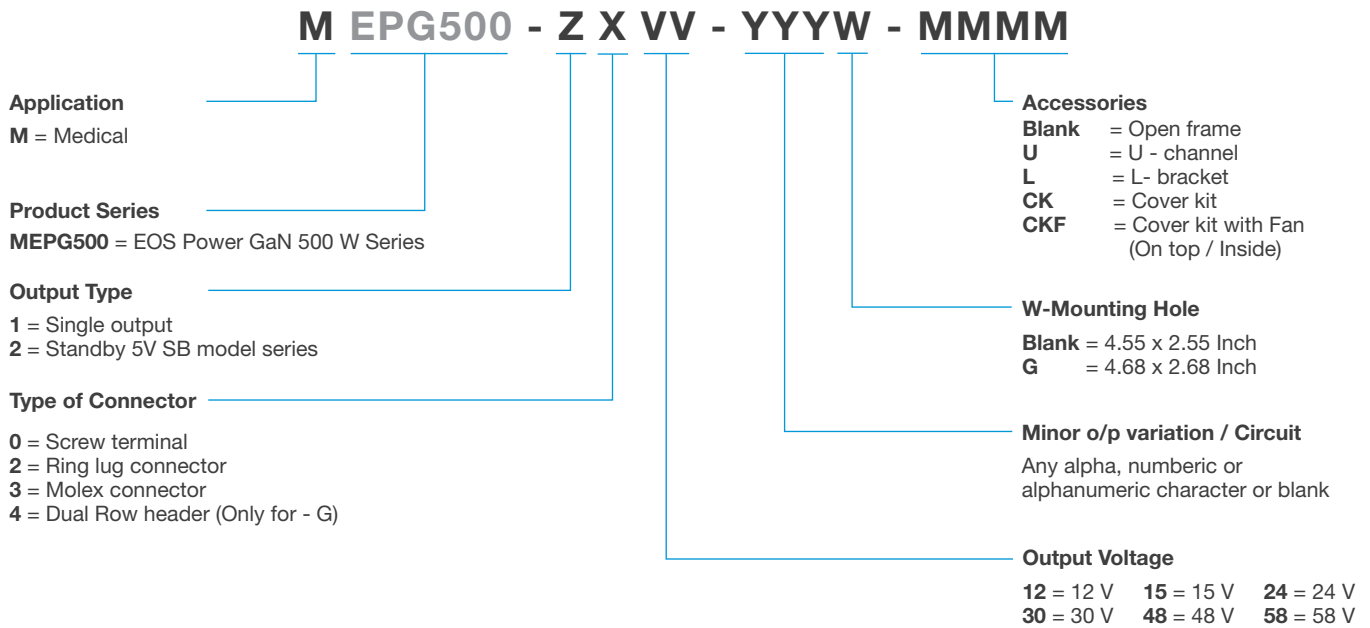 M EPG500 - Z X VV - YYYW - MMMM
Application
M = Medical
Product Series
MEPG500 = EOS Power GaN 500 W Series
Output Type
1 = Single output
2 = Standby 5V SB model series
Type of Connector
0 = Screw terminal
2 = Ring lug connector
3 = Molex connector
4 = Dual Row header (Only for - G)
Accessories
Blank = Open frame
U = U - channel
L = L- bracket
CK = Cover kit
CKF = Cover kit with Fan
(On top / Inside)
W-Mounting Hole
Blank = 4.55 x 2.55 Inch
G = 4.68 x 2.68 Inch
Minor o/p variation / Circuit
Any alpha, numberic or
alphanumeric character or blank
Output Voltage
12 = 12 V 15 = 15 V 24 = 24 V
30 = 30 V 48 = 48 V 58 = 58 V